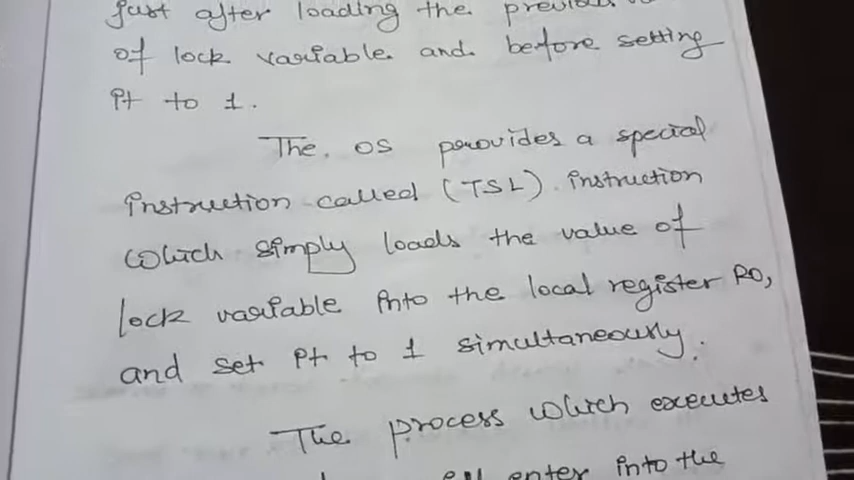 just after loading the
of lock variable and before setting
it to 1.
The OS provides a special
instruction called (TSL) instruction
which simply loads the value of
lock variable into the local register R0,
and set it to 1 simultaneously.
The process which executes
enter into the